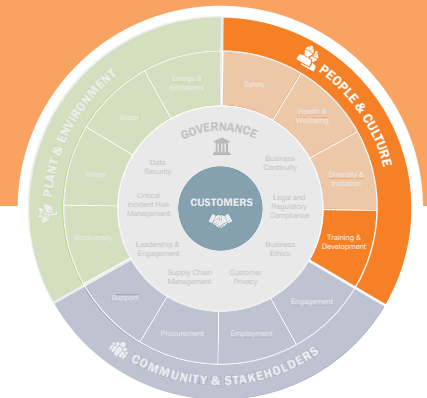 PLANT & ENVIRONMENT
PEOPLE & CULTURE
COMMUNITY & STAKEHOLDERS
Energy &
Emissions
Water
Waste
Biodiversity
Safety
Health &
Wellbeing
Diversity &
Inclusion
Training &
Development
Engagement
Employment
Procurement
Support
GOVERNANCE
Data
Security
Critical
Incident Risk
Management
Leadership &
Engagement
Supply Chain
Management
Customer
Privacy
Business
Ethics
Legal and
Regulatory
Compliance
Business
Continuity
CUSTOMERS